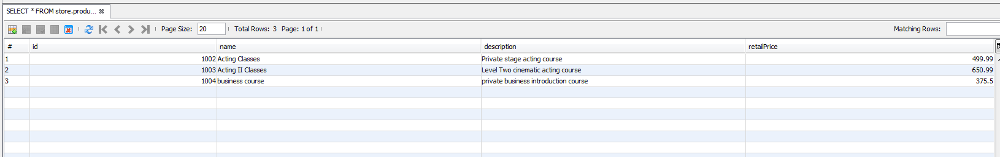 SELECT * FROM store.produ...
Page Size: 20 Total Rows: 3 Page: 1 of 1 Matching Rows:
# id name description retailPrice
1 1002 Acting Classes Private stage acting course 499.99
2 1003 Acting II Classes Level Two cinematic acting course 650.99
3 1004 business course private business introduction course 375.5